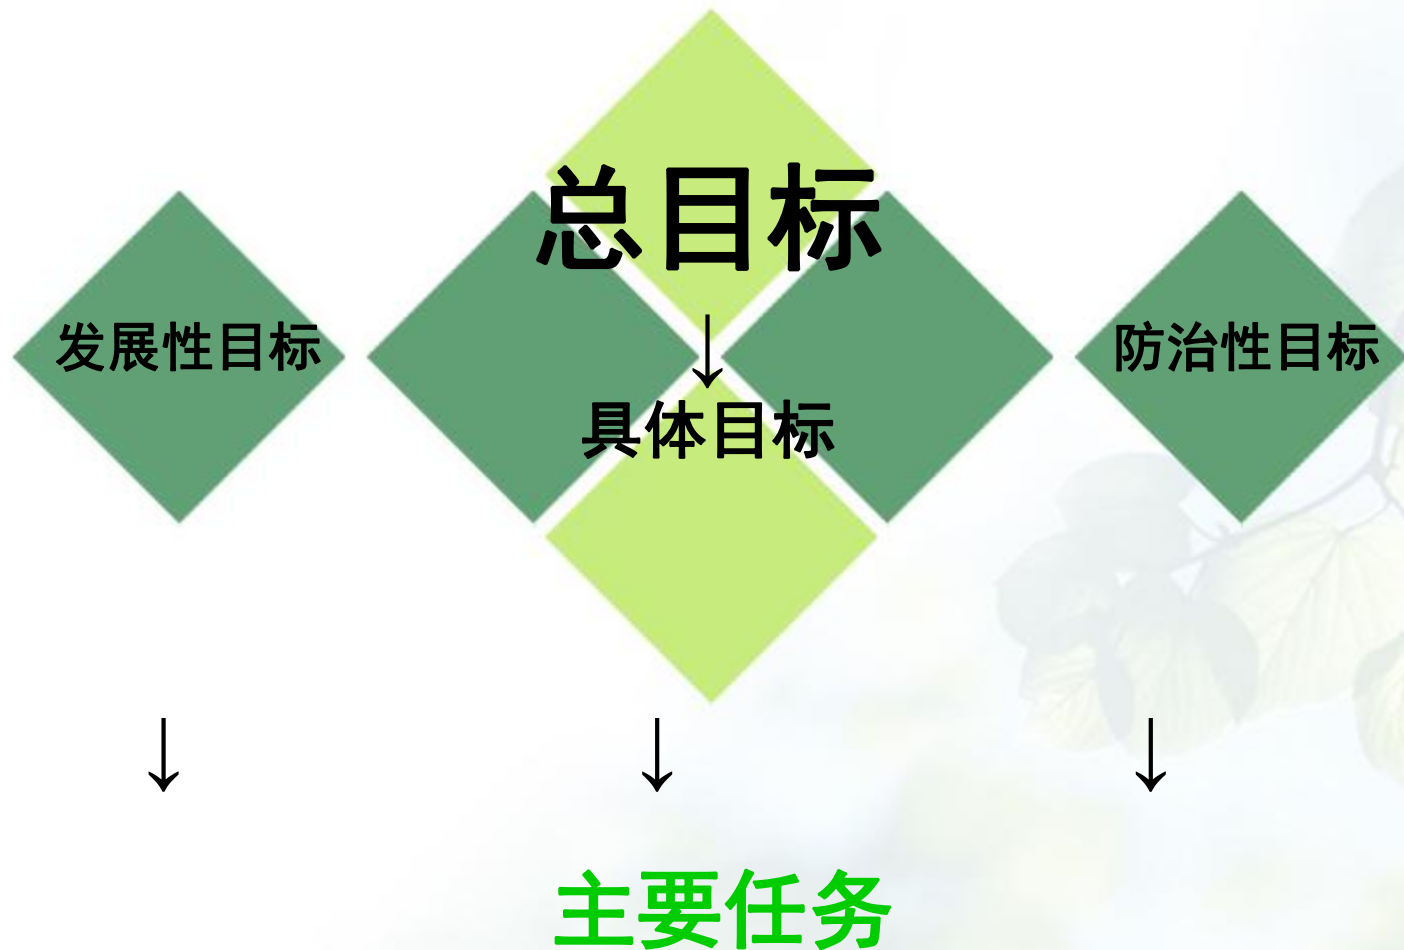 总目标
↓
发展性目标
防治性目标
具体目标
↓ ↓ ↓
主要任务